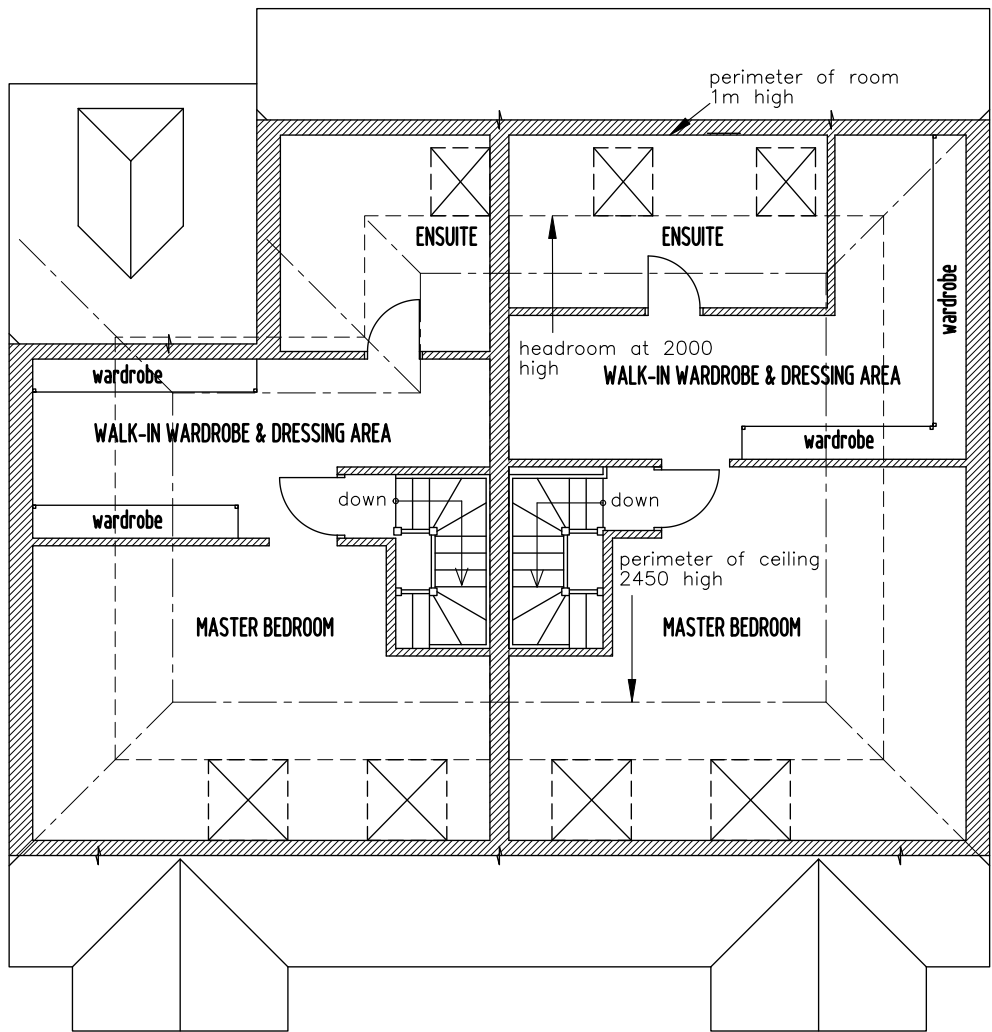 perimeter of room
1m high
ENSUITE
ENSUITE
wardrobe
headroom at 2000
high
wardrobe
WALK-IN WARDROBE & DRESSING AREA
WALK-IN WARDROBE & DRESSING AREA
wardrobe
down
down
wardrobe
perimeter of ceiling
2450 high
MASTER BEDROOM
MASTER BEDROOM